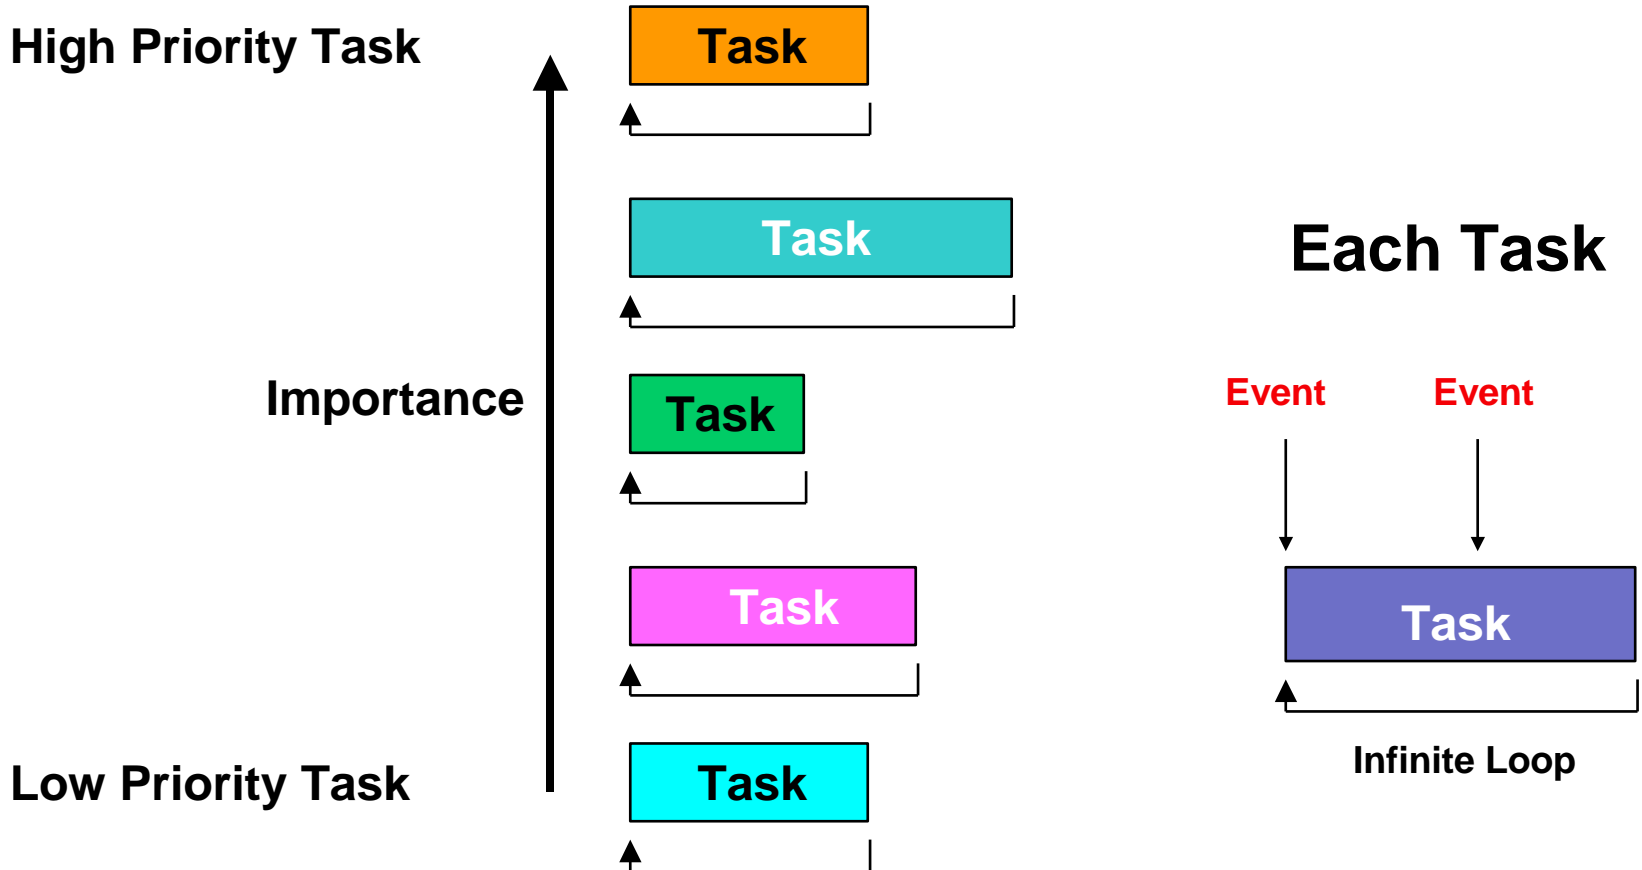 High Priority Task
Task
Task
Each Task
Importance
Task
Event
Event
Task
Task
Infinite Loop
Low Priority Task
Task